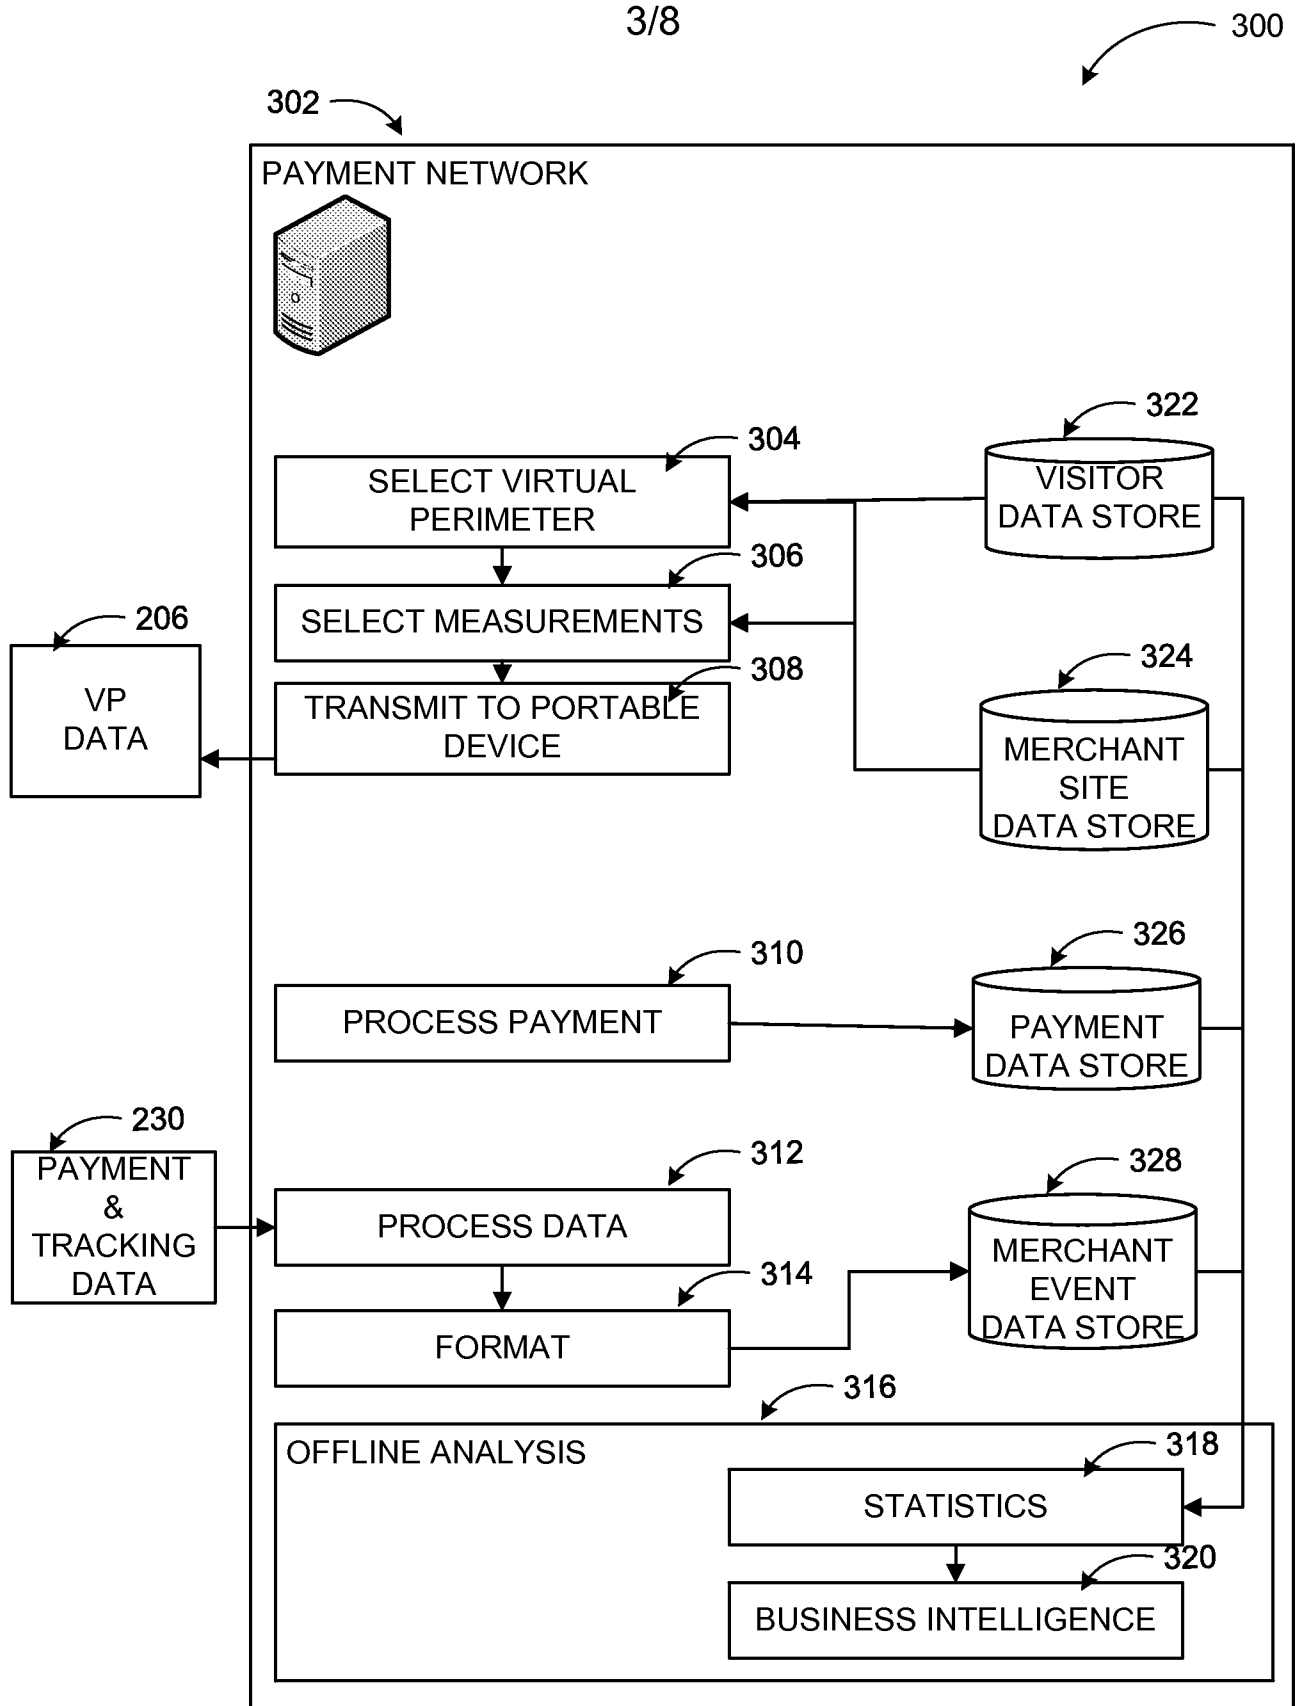 3/8
300
302
PAYMENT NETWORK
322
304
SELECT VIRTUAL
PERIMETER
VISITOR
DATA STORE
306
SELECT MEASUREMENTS
206
VP
DATA
308
TRANSMIT TO PORTABLE
DEVICE
324
MERCHANT
SITE
DATA STORE
310
PROCESS PAYMENT
326
PAYMENT
DATA STORE
230
PAYMENT
&
TRACKING
DATA
312
PROCESS DATA
328
MERCHANT
EVENT
DATA STORE
314
FORMAT
316
OFFLINE ANALYSIS
318
STATISTICS
320
BUSINESS INTELLIGENCE